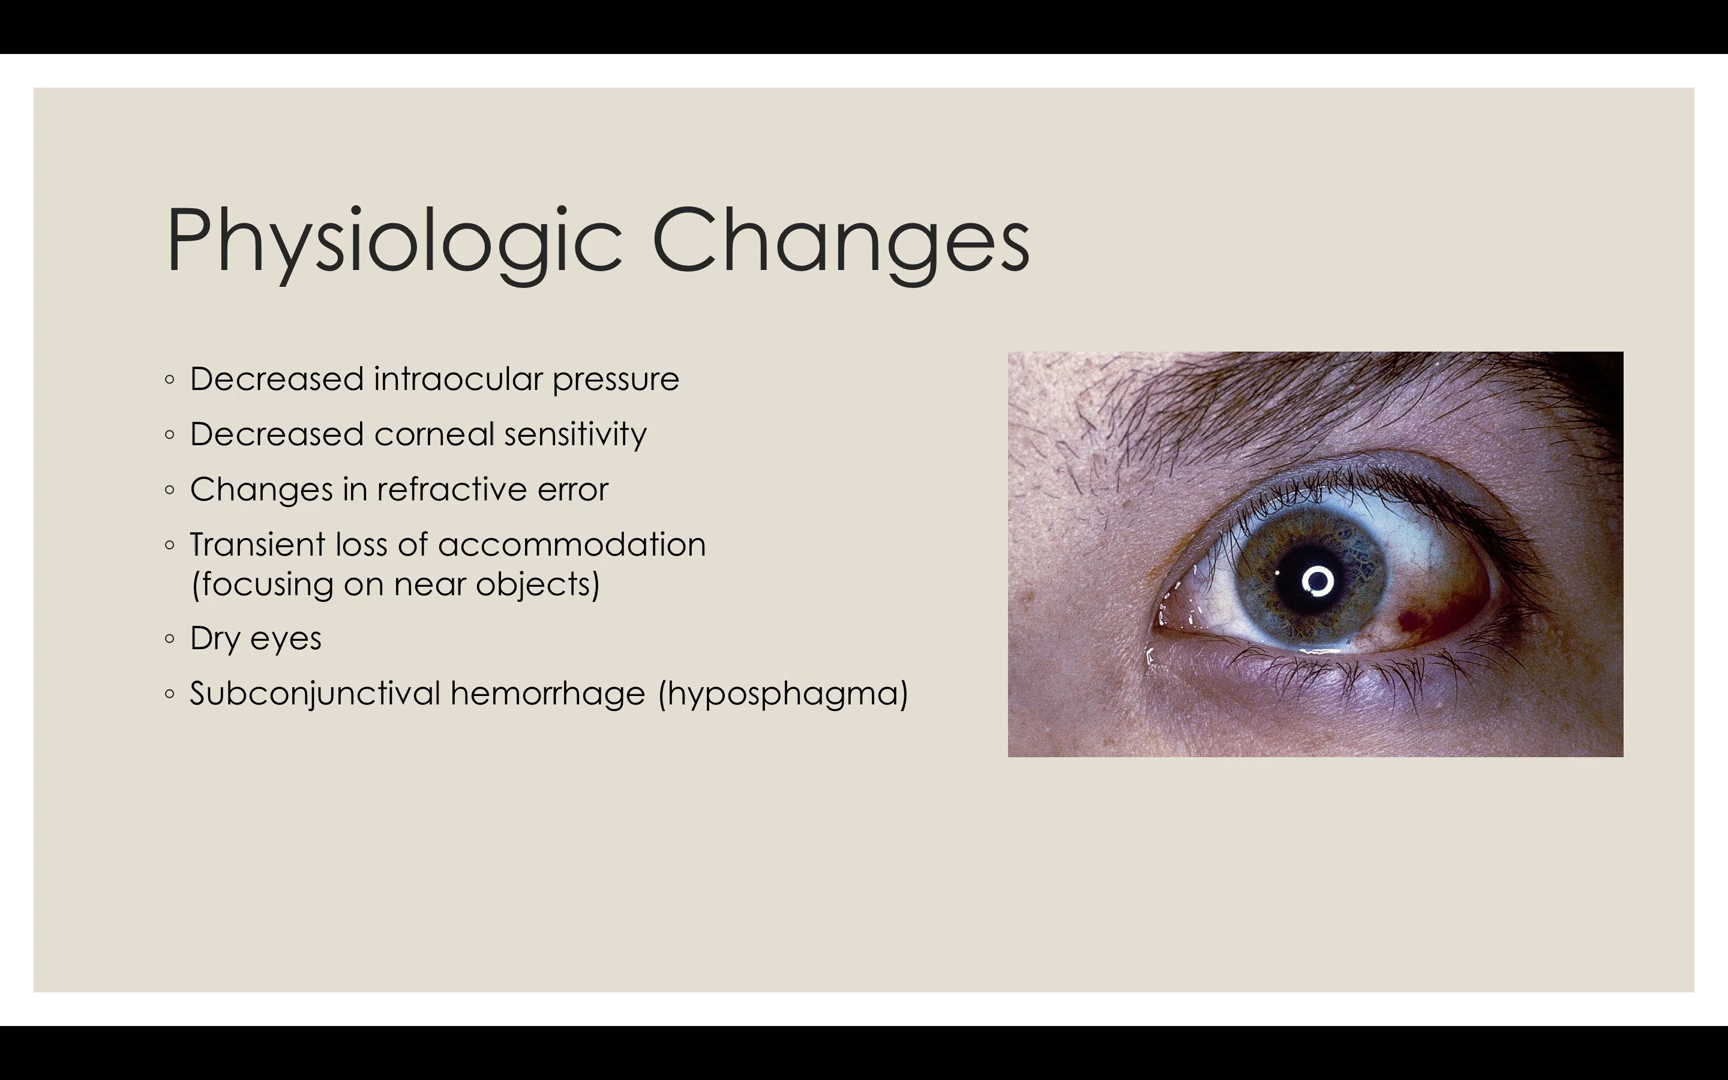 Physiologic Changes
◦ Decreased intraocular pressure
◦ Decreased corneal sensitivity
◦ Changes in refractive error
◦ Transient loss of accommodation
(focusing on near objects)
◦ Dry eyes
◦ Subconjunctival hemorrhage (hyposphagma)